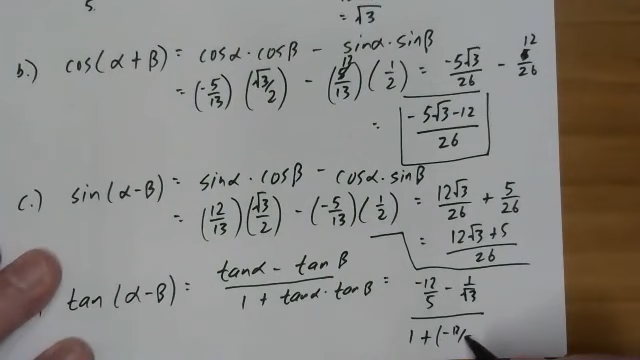 5.
= √3
b.) cos(α+β) = cosα · cosβ − sinα · sinβ
= (-5/13) (√3/2) − (12/13)(1/2) = -5√3/26 − 12/26
= -5√3-12/26
c.) sin(α-β) = sinα · cosβ − cosα · sinβ
= (12/13)(√3/2) − (-5/13)(1/2) = 12√3/26 + 5/26
= 12√3+5/26
tan(α-β) = tanα − tanβ/1 + tanα · tanβ = -12/5 − 1/√3/1 + (-12/